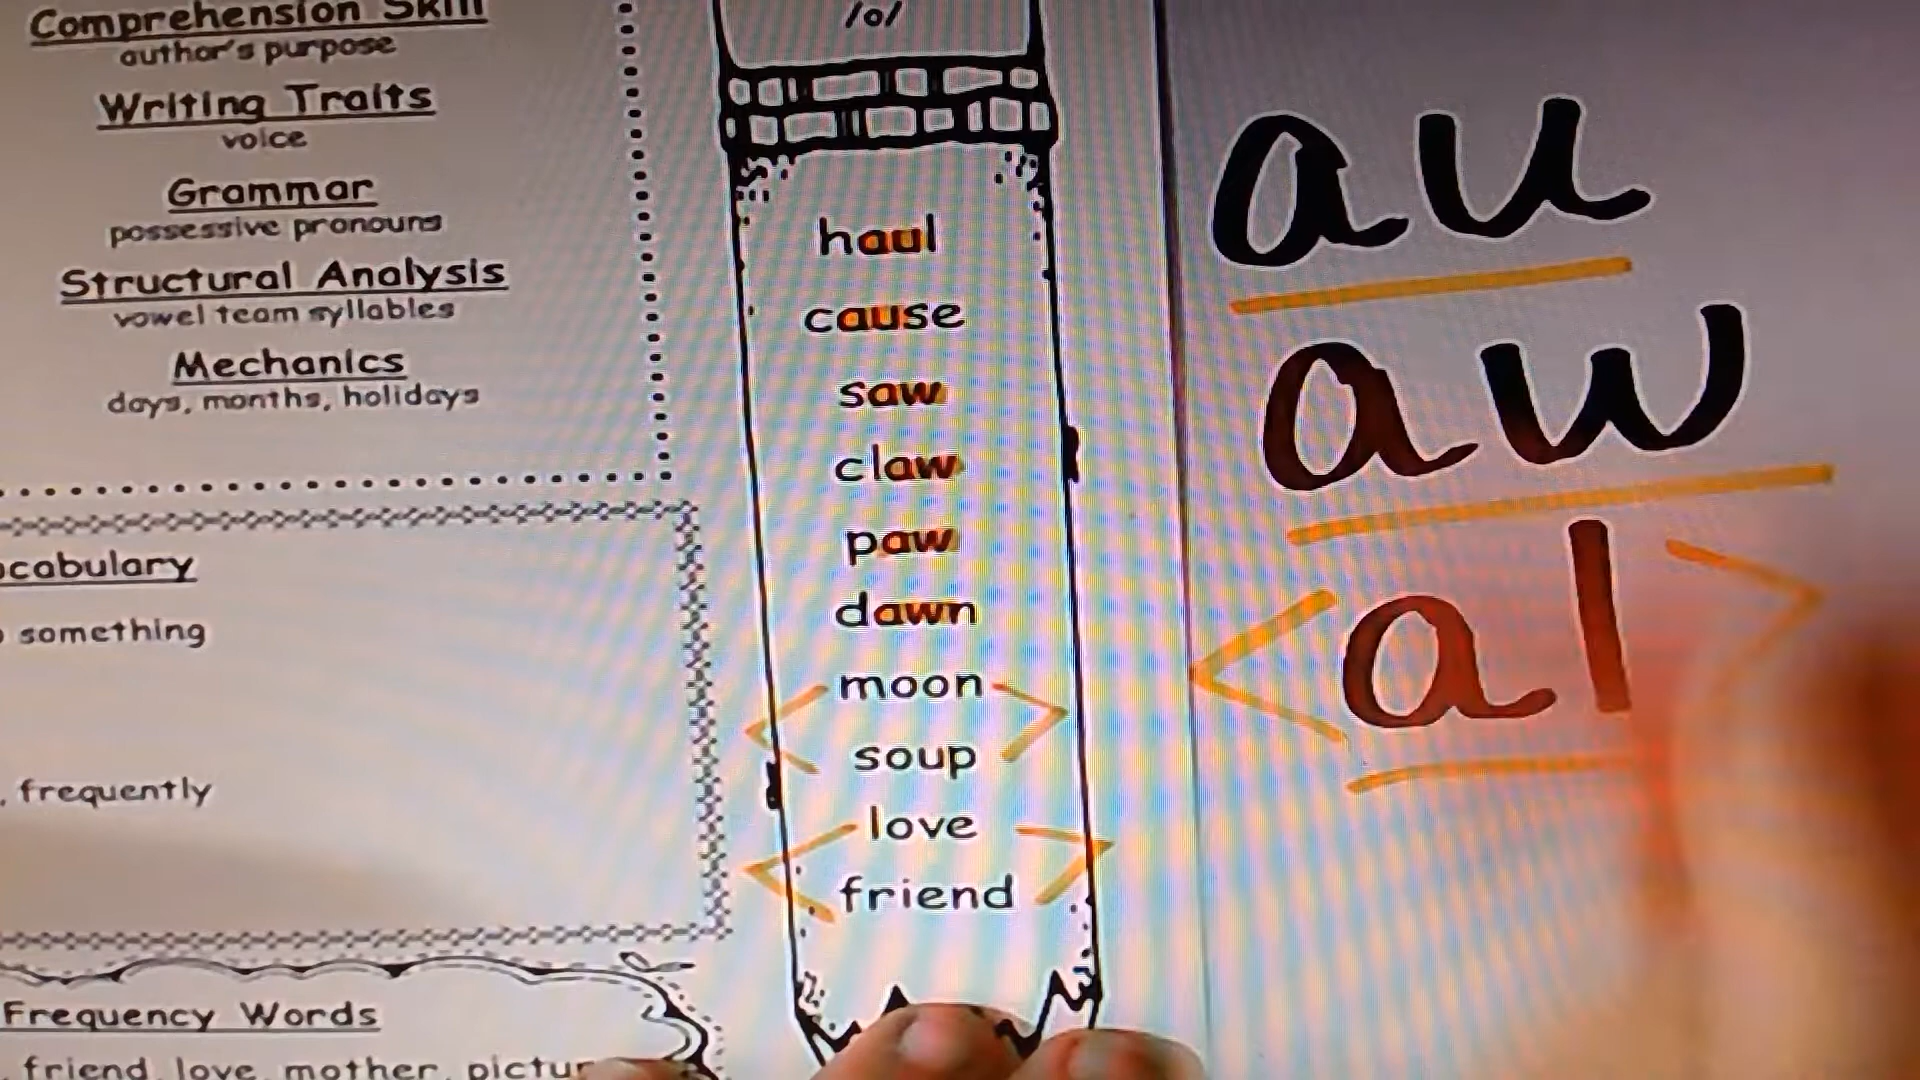 Comprehension Skill
author's purpose
Writing Traits
voice
Grammar
possessive pronouns
Structural Analysis
vowel team syllables
Mechanics
days, months, holidays
something
, frequently
Frequency Words
friend, love, mother,
/o/
haul
cause
saw
claw
paw
dawn
moon
soup
love
friend
au
aw
al